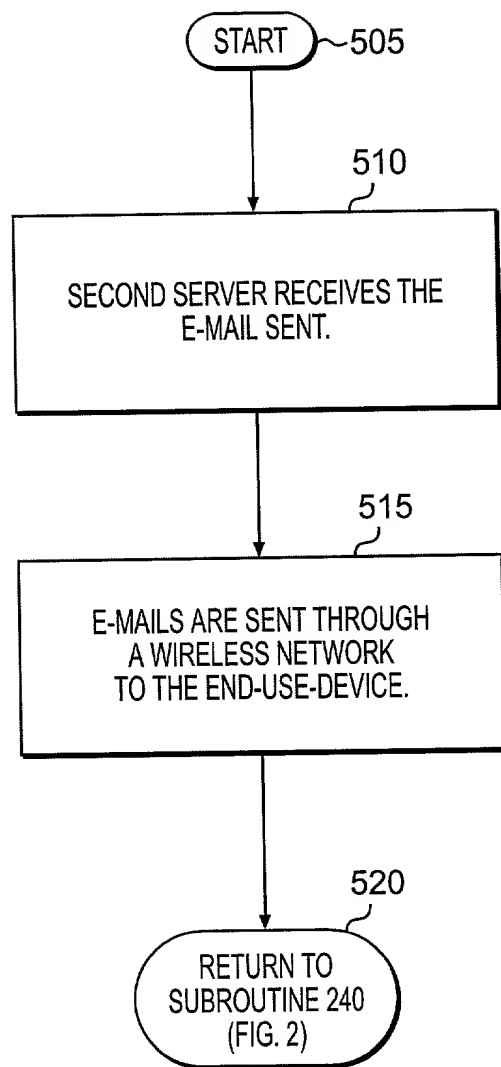 START
505
510
SECOND SERVER RECEIVES THE
E-MAIL SENT.
515
E-MAILS ARE SENT THROUGH
A WIRELESS NETWORK
TO THE END-USE-DEVICE.
520
RETURN TO
SUBROUTINE 240
(FIG. 2)